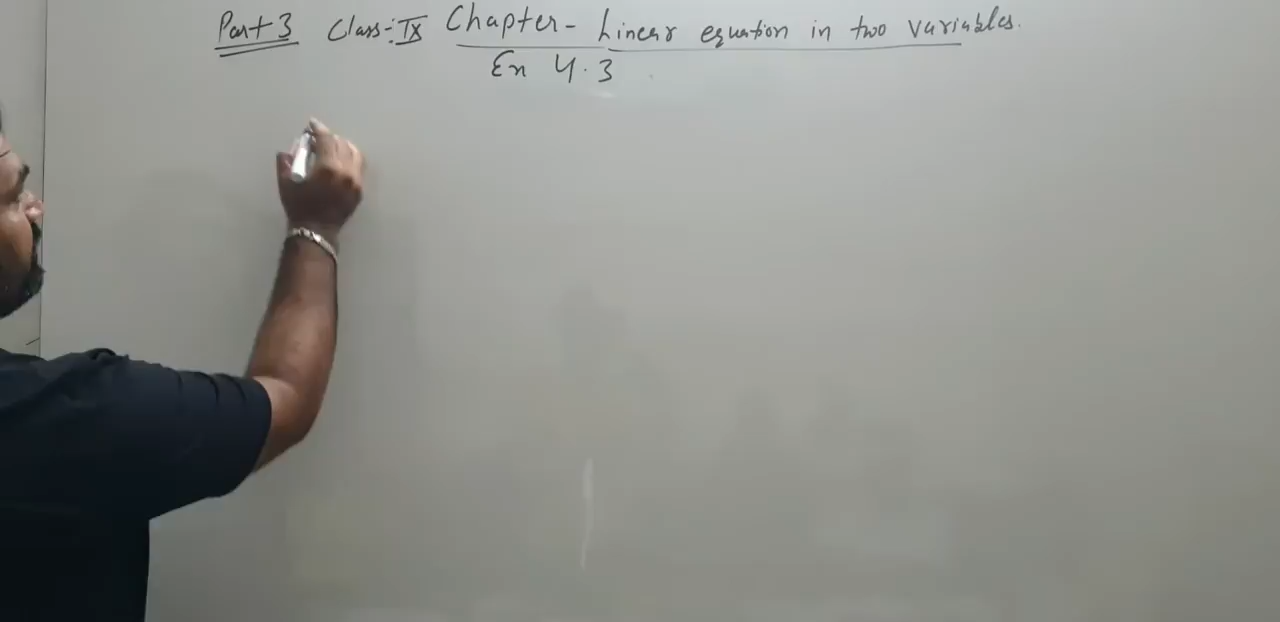 Part 3 Class:-IX Chapter- Linear equation in two variables.
Ex 4.3